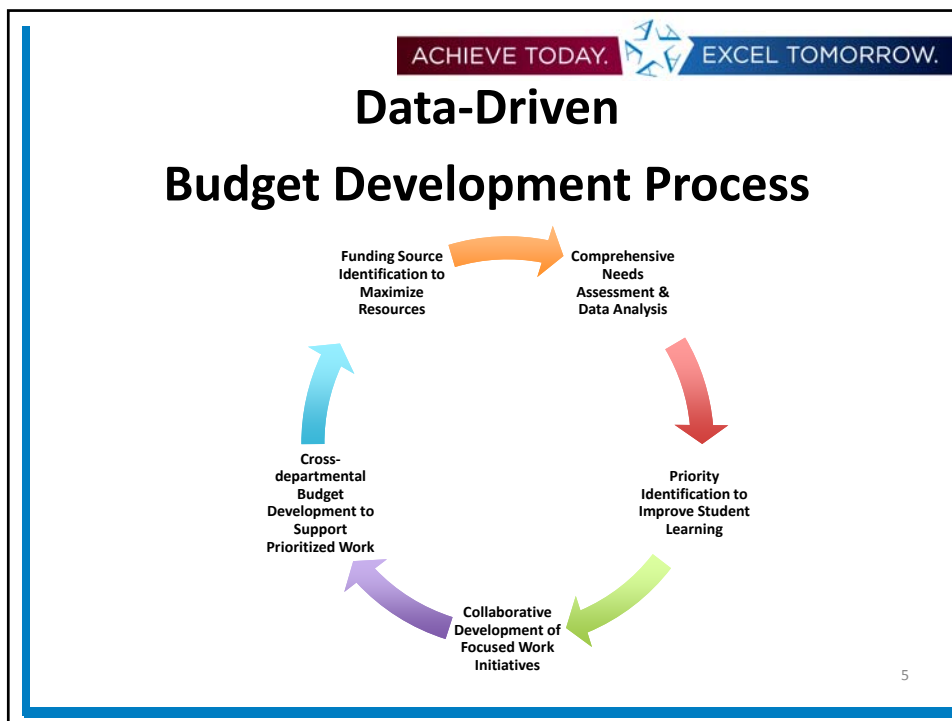 ACHIEVE TODAY. EXCEL TOMORROW.
Data-Driven
Budget Development Process
Funding Source
Identification to
Maximize
Resources
Comprehensive
Needs
Assessment &
Data Analysis
Priority
Identification to
Improve Student
Learning
Collaborative
Development of
Focused Work
Initiatives
Cross-
departmental
Budget
Development to
Support
Prioritized Work
5